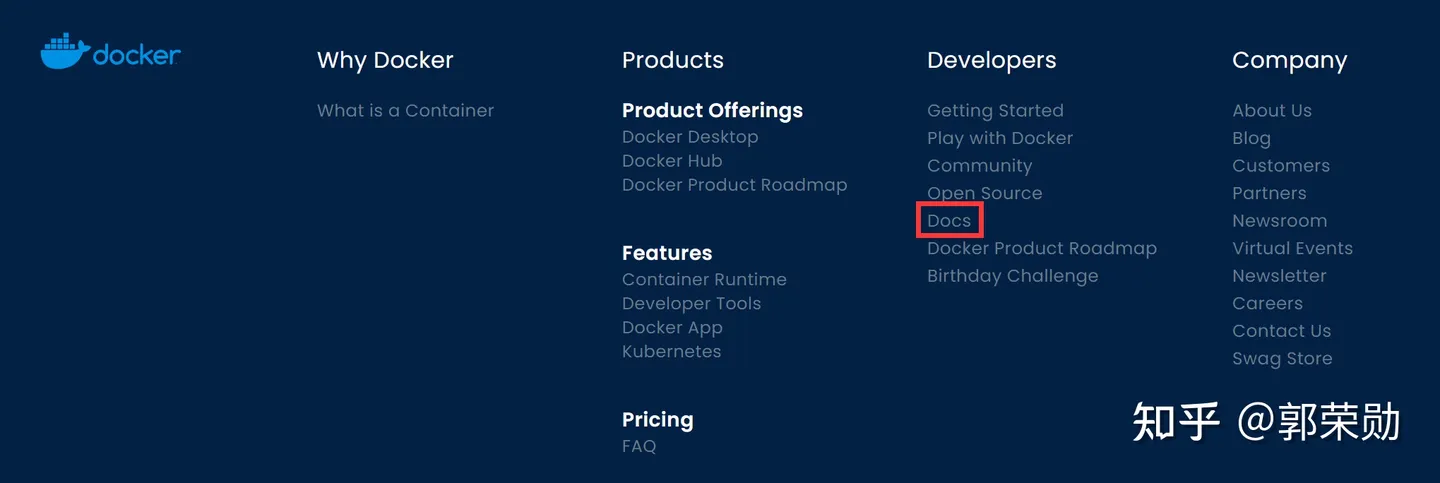 docker
Why Docker
What is a Container
Products
Product Offerings
Docker Desktop
Docker Hub
Docker Product Roadmap
Features
Container Runtime
Developer Tools
Docker App
Kubernetes
Pricing
FAQ
Developers
Getting Started
Play with Docker
Community
Open Source
Docs
Docker Product Roadmap
Birthday Challenge
Company
About Us
Blog
Customers
Partners
Newsroom
Virtual Events
Newsletter
Careers
Contact Us
Swag Store
知乎 @郭荣勋